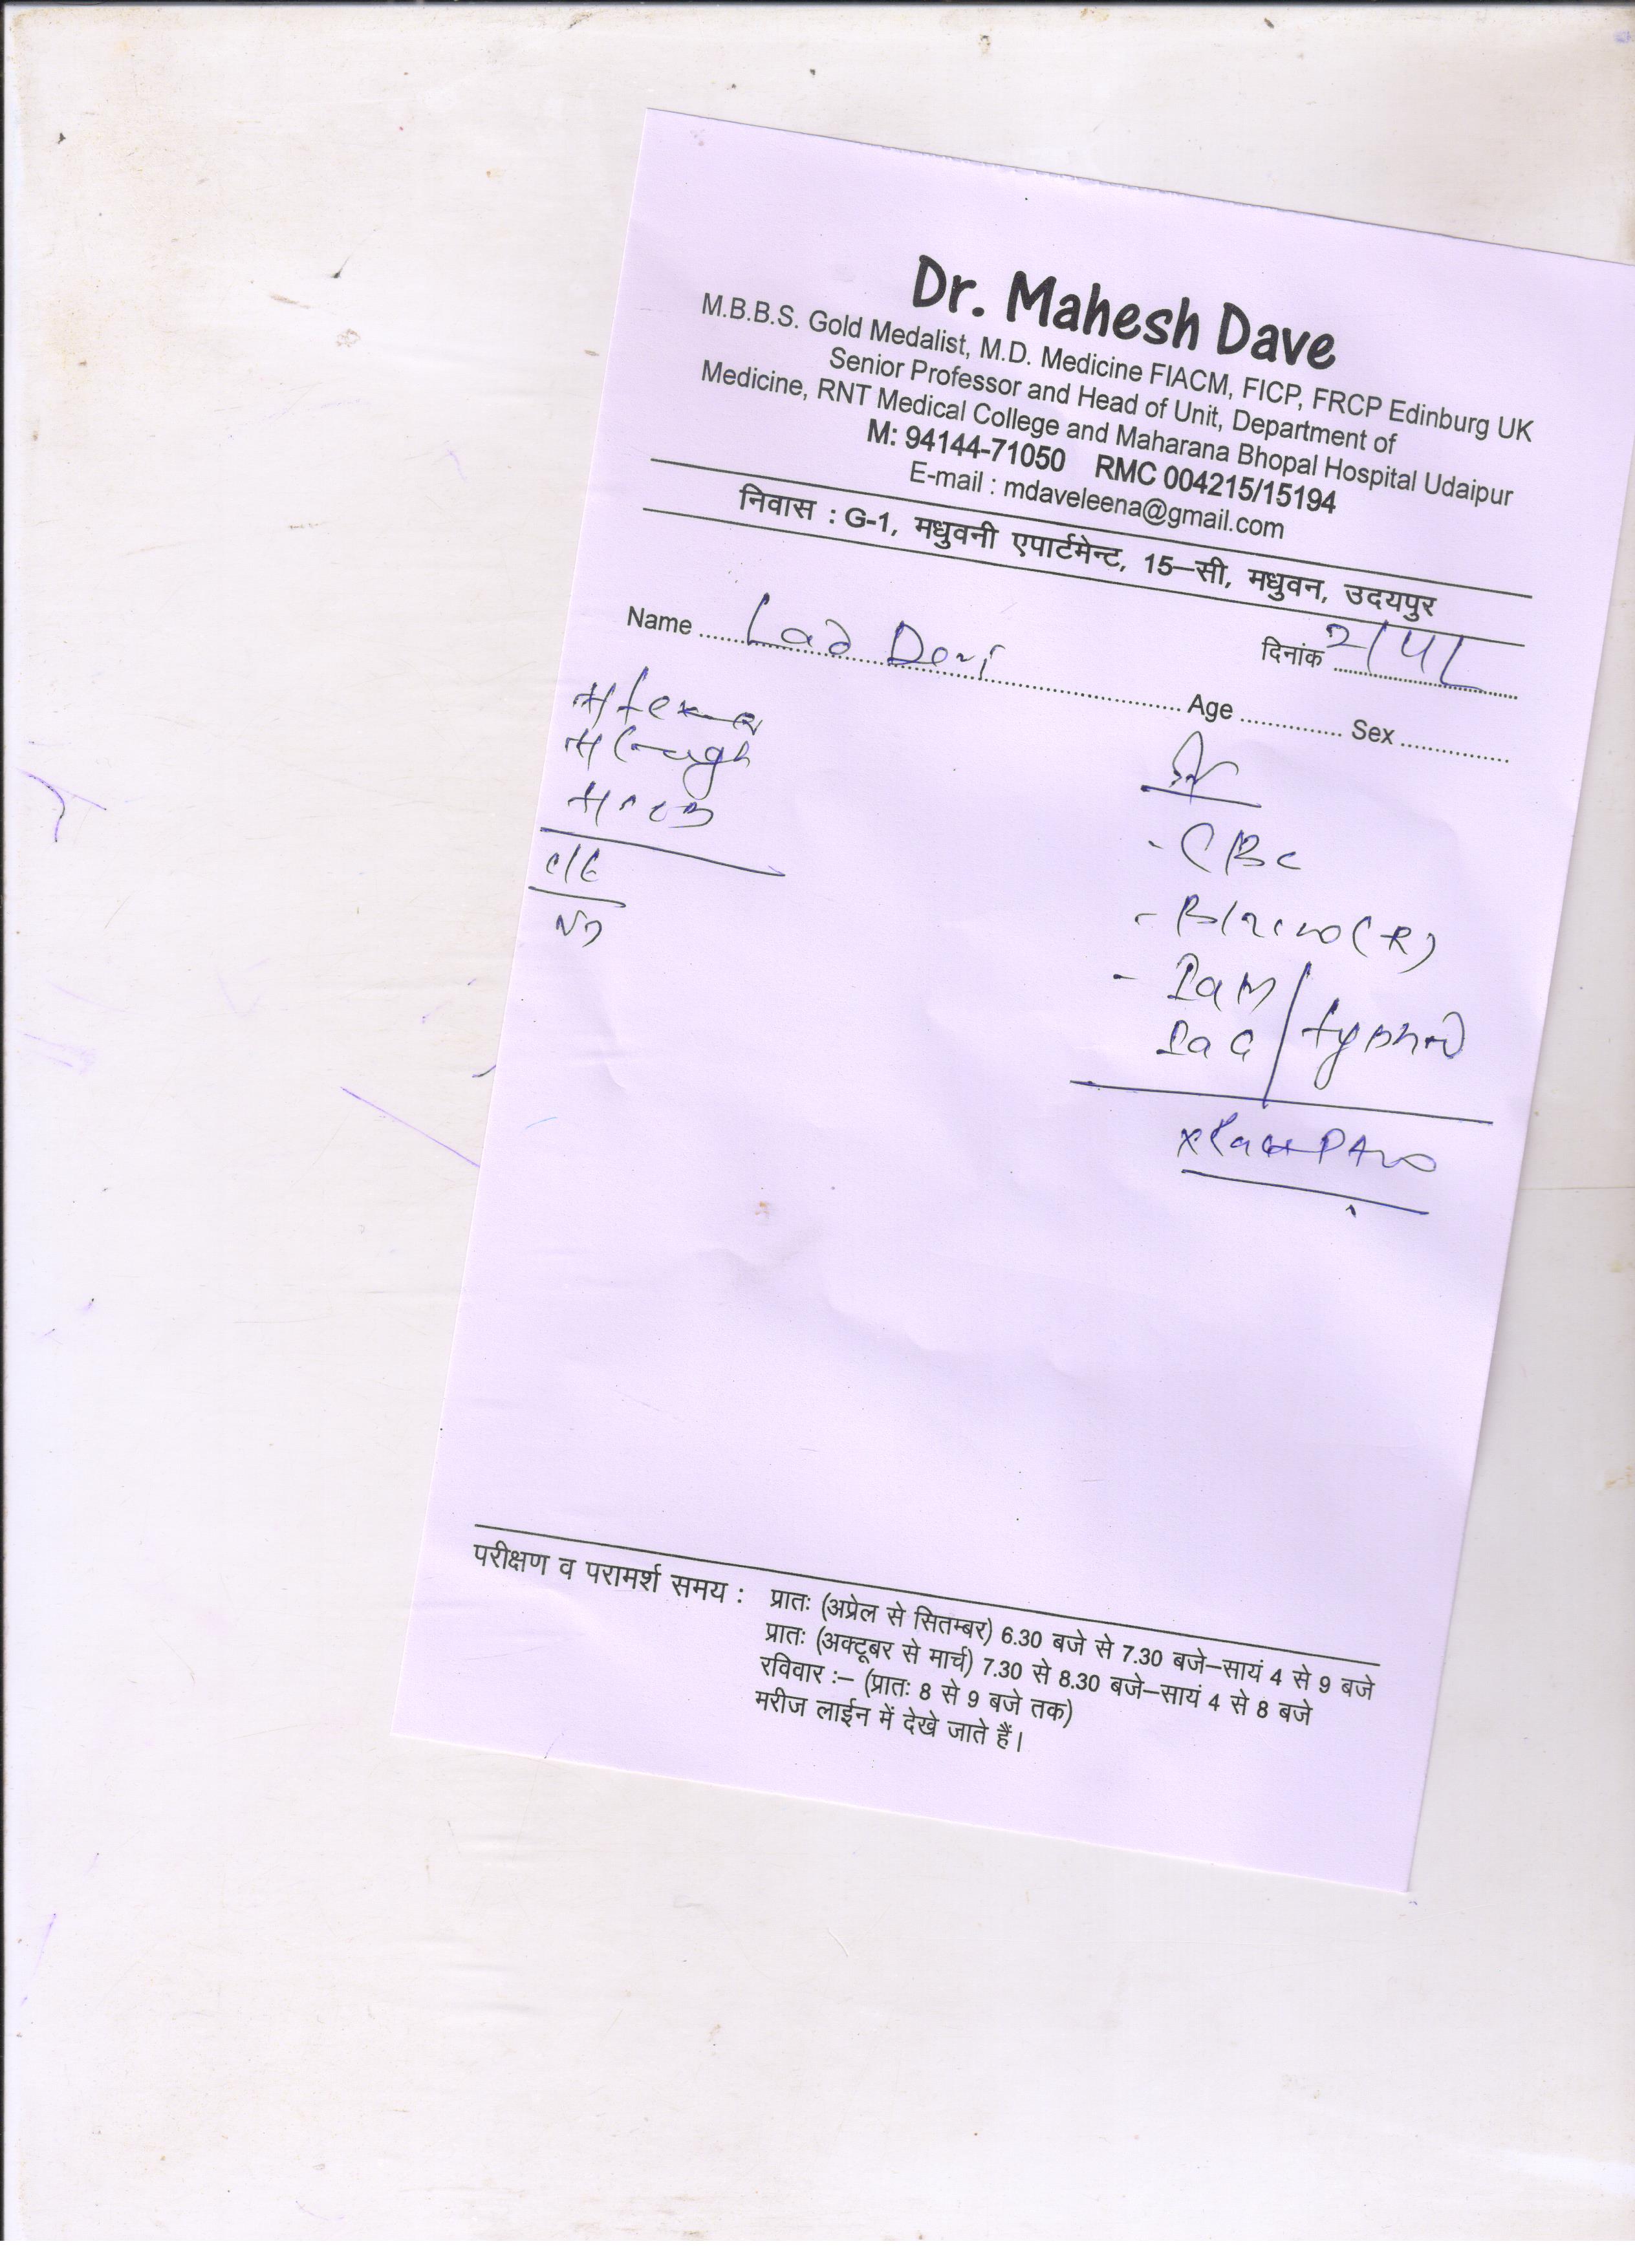 Dr. Mahesh Dave
M.B.B.S. Gold Medalist, M.D. Medicine FIACM, FICP, FRCP Edinburg UK
Senior Professor and Head of Unit, Department of
Medicine, RNT Medical College and Maharana Bhopal Hospital Udaipur
M: 94144-71050 RMC 004215/15194
E-mail : mdaveleena@gmail.com
निवास : G-1, मधुवनी एपार्टमेन्ट, 15–सी, मधुवन, उदयपुर
दिनांक 2/4/
Name Lad Devi Age Sex
H/ fever
H/ Cough
- CBC
- IgM
IgG / typhoid
परीक्षण व परामर्श समय : प्रातः (अप्रेल से सितम्बर) 6.30 बजे से 7.30 बजे–सायं 4 से 9 बजे
प्रातः (अक्टूबर से मार्च) 7.30 से 8.30 बजे–सायं 4 से 8 बजे
रविवार :– (प्रातः 8 से 9 बजे तक)
मरीज लाईन में देखे जाते हैं।